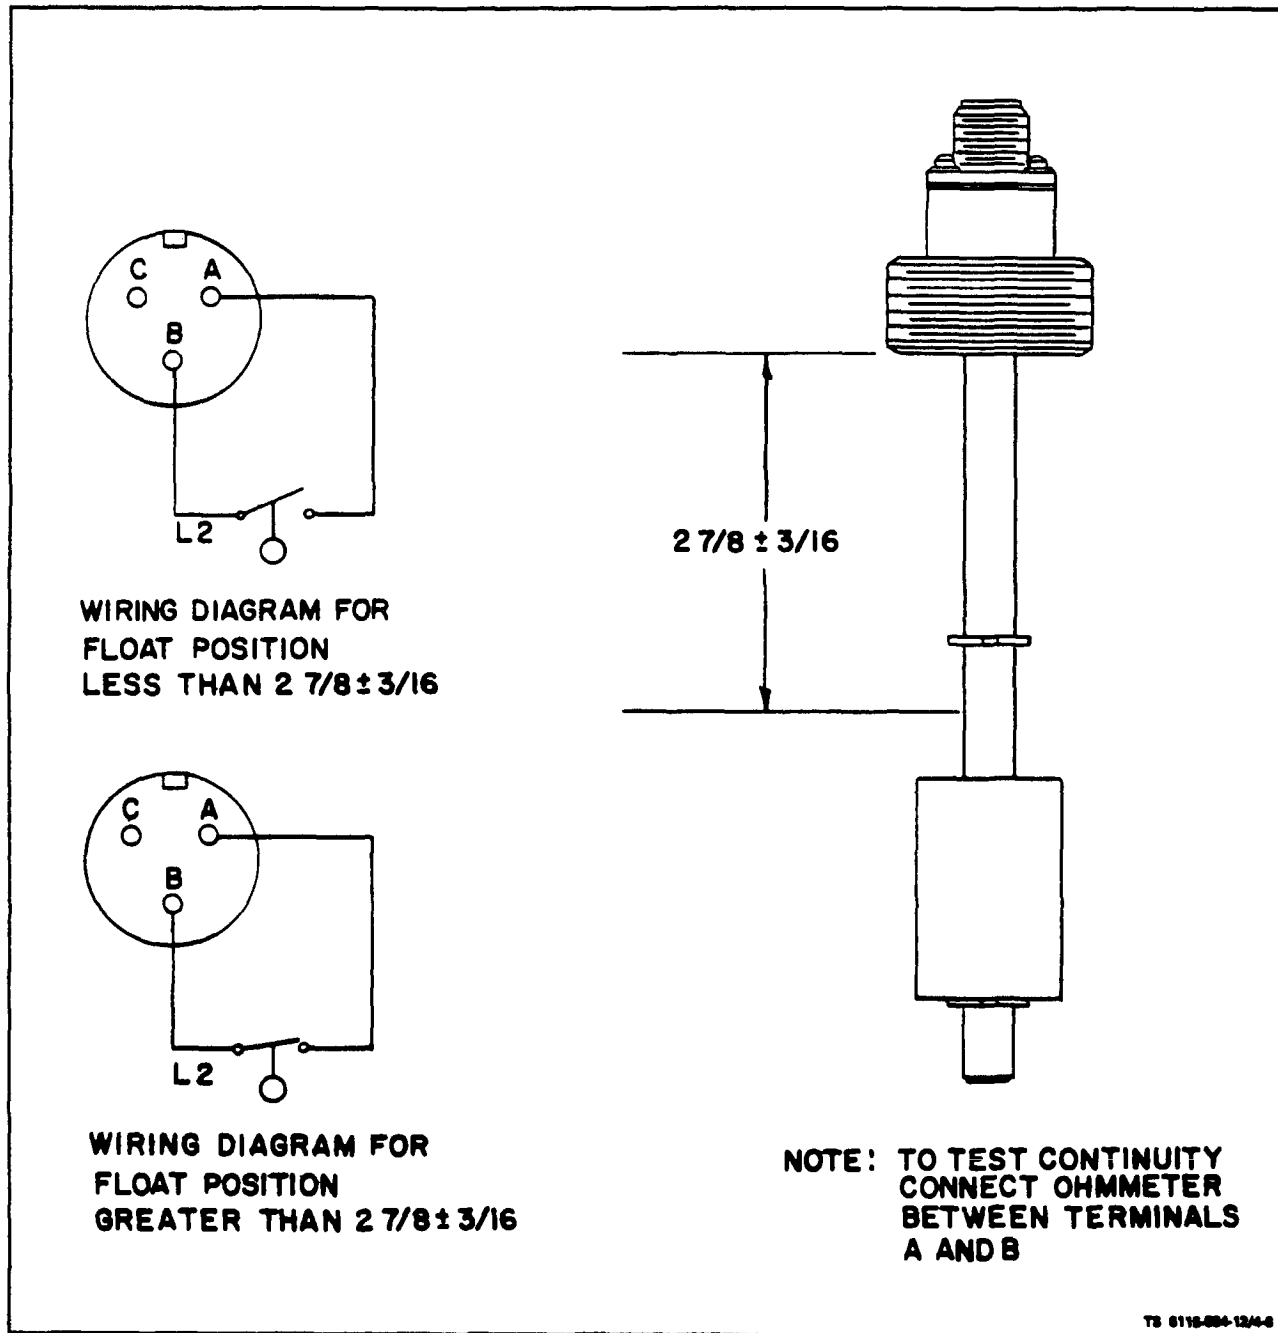 C A
B
L2
WIRING DIAGRAM FOR
FLOAT POSITION
LESS THAN 2 7/8 ± 3/16
2 7/8 ± 3/16
C A
B
L2
WIRING DIAGRAM FOR
FLOAT POSITION
GREATER THAN 2 7/8 ± 3/16
NOTE: TO TEST CONTINUITY
CONNECT OHMMETER
BETWEEN TERMINALS
A AND B
TS